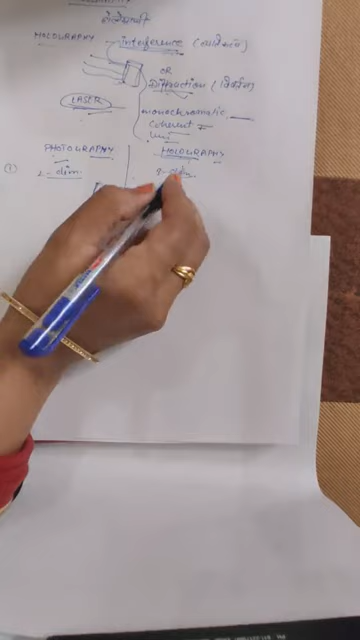 होलोग्राफी
HOLOGRAPHY - interference (व्यतिकरण)
OR
Diffraction (विवर्तन)
LASER
monochromatic
coherent
PHOTOGRAPHY HOLOGRAPHY
① 2-dim. 3-dim.